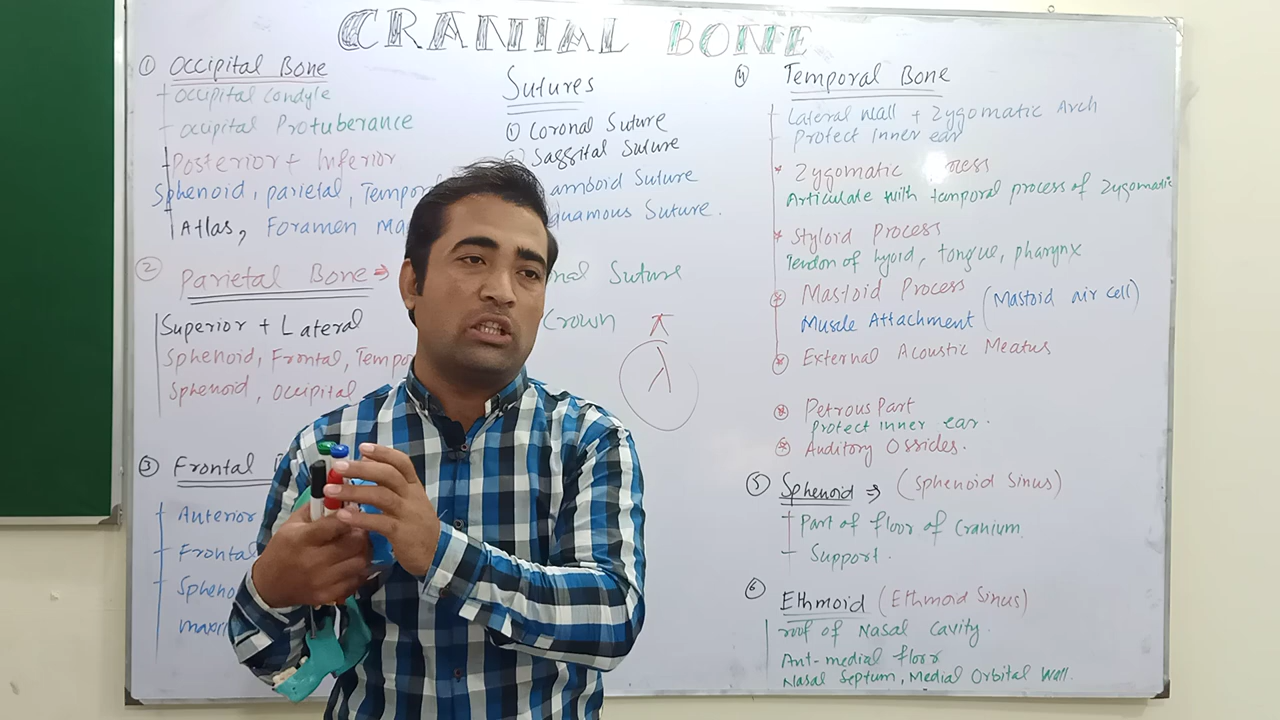 CRANIAL BONE
① Occipital Bone
Occipital Condyle
Occipital Protuberance
Posterior + Inferior
Sphenoid, parietal, Tempor
Atlas, Foramen Ma
② Parietal Bone ⇒
Superior + Lateral
Sphenoid, Frontal, Tempo
Sphenoid, Occipital
③ Frontal
Anterior
Frontal
Spheno
Sutures
① Coronal Suture
Saggital Suture
amboid Suture
quamous Suture.
nal Suture
Crown
λ
④ Temporal Bone
Lateral wall + Zygomatic Arch
Protect Inner ear
* Zygomatic ocess
Articulate with temporal process of Zygomatic
* Styloid Process
Tendon of hyoid, tongue, pharynx
* Mastoid Process (Mastoid air cell)
Muscle Attachment
* External Acoustic Meatus
* Petrous Part
Protect inner ear.
* Auditory Ossicles.
⑤ Sphenoid ⇒ (Sphenoid Sinus)
Part of floor of Cranium
Support.
⑥ Ethmoid (Ethmoid Sinus)
roof of Nasal Cavity.
Ant-medial floor
Nasal Septum, Medial Orbital Wall.